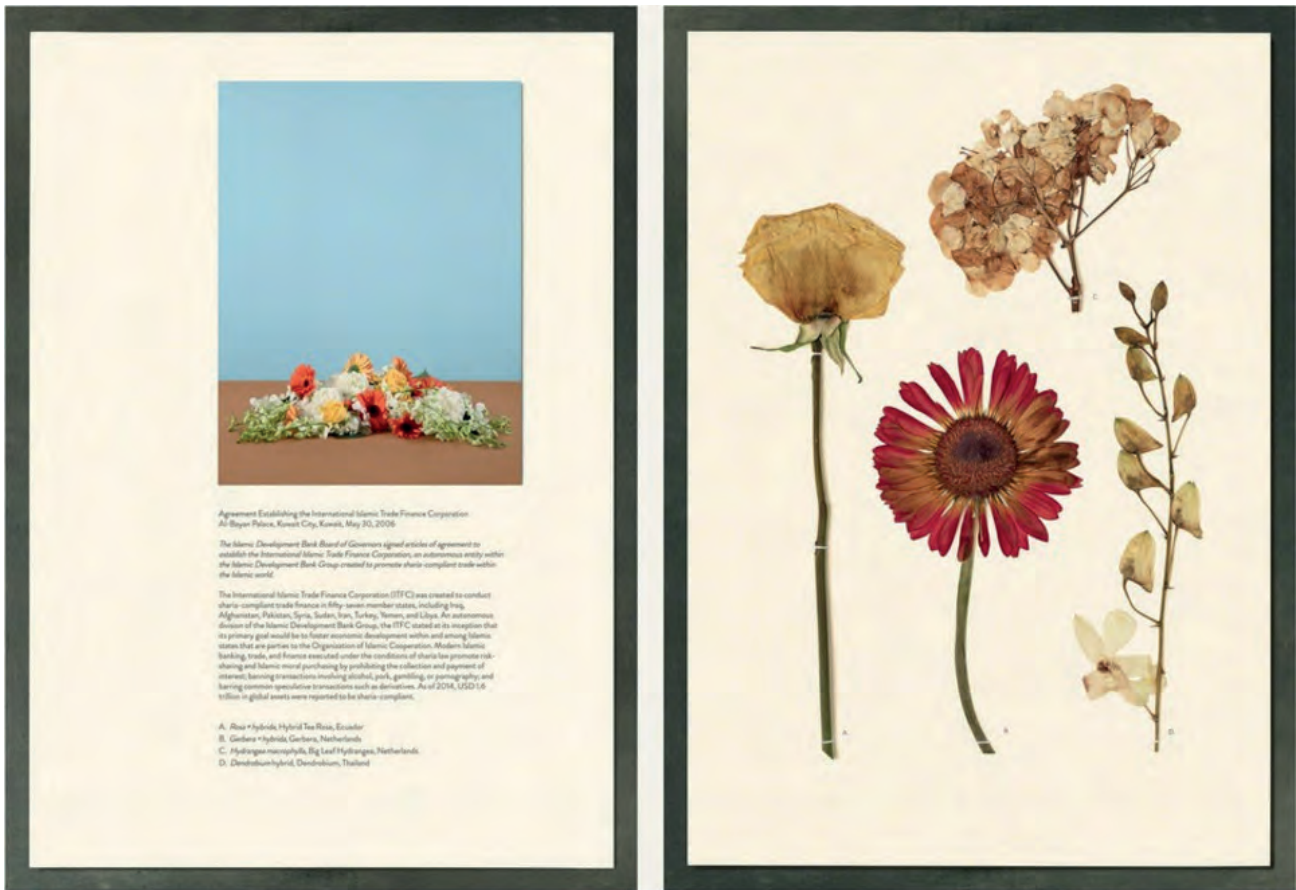 Agreement Establishing the International Islamic Trade Finance Corporation
Al-Bayan Palace, Kuwait City, Kuwait, May 30, 2006
The Islamic Development Bank Board of Governors signed articles of agreement to
establish the International Islamic Trade Finance Corporation, an autonomous entity within
the Islamic Development Bank Group created to promote sharia-compliant trade within
the Islamic world.
The International Islamic Trade Finance Corporation (ITFC) was created to conduct
sharia-compliant trade finance in fifty-seven member states, including Iraq,
Afghanistan, Pakistan, Syria, Sudan, Iran, Turkey, Yemen, and Libya. An autonomous
division of the Islamic Development Bank Group, the ITFC stated at its inception that
its primary goal would be to foster economic development within and among Islamic
states that are parties to the Organisation of Islamic Cooperation. Modern Islamic
banking, trade, and finance executed under the conditions of sharia law promote risk-
sharing and Islamic moral purchasing by prohibiting the collection and payment of
interest; banning transactions involving alcohol, pork, gambling, or pornography; and
barring common speculative transactions such as derivatives. As of 2014, USD 1.6
trillion in global assets were reported to be sharia-compliant.
A. Rosa × hybrida, Hybrid Tea Rose, Ecuador
B. Gerbera × hybrida, Gerbera, Netherlands
C. Hydrangea macrophylla, Big Leaf Hydrangea, Netherlands
D. Dendrobium hybrid, Dendrobium, Thailand
C.
A.
B.
D.